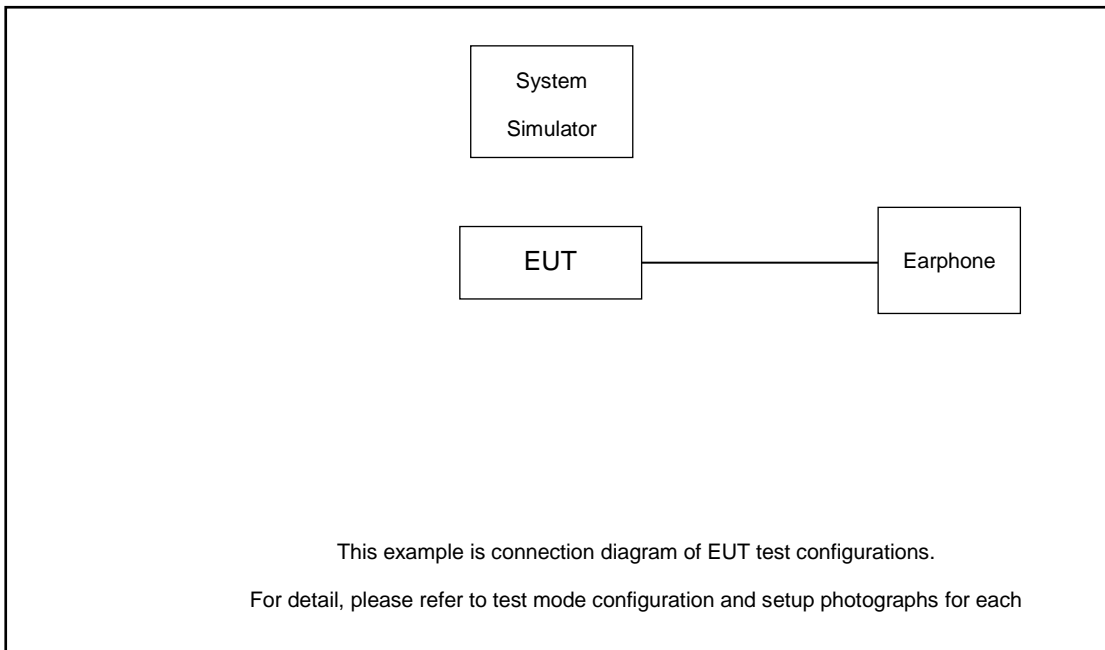 System
Simulator
EUT
Earphone
This example is connection diagram of EUT test configurations.
For detail, please refer to test mode configuration and setup photographs for each